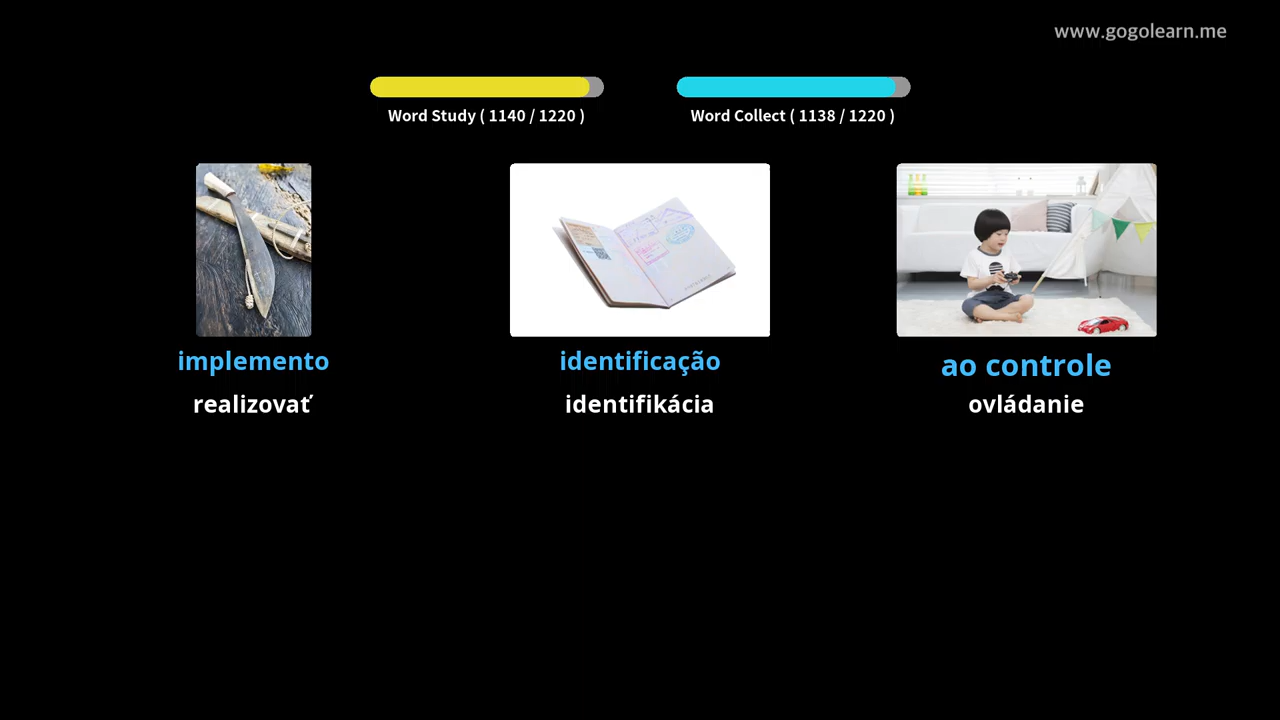 www.gogolearn.me
Word Study ( 1140 / 1220 )
Word Collect ( 1138 / 1220 )
implemento
identificação
ao controle
realizovať
identifikácia
ovládanie